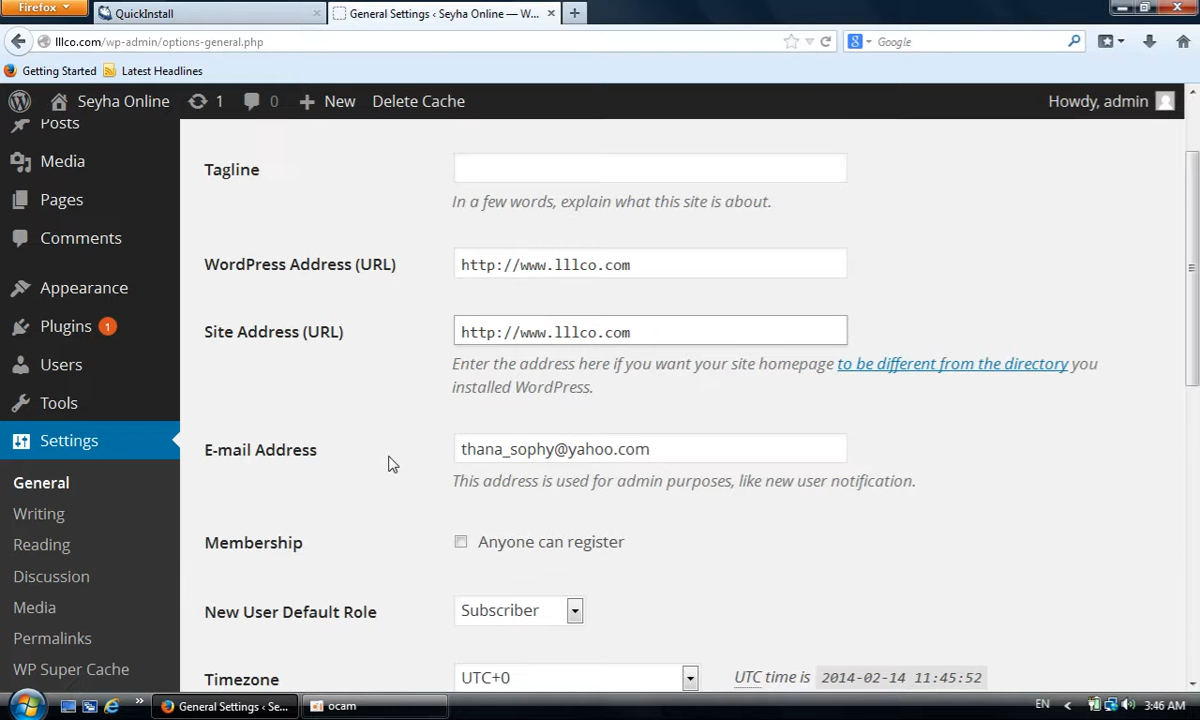 Firefox
QuickInstall
General Settings ‹ Seyha Online — W...
lllco.com/wp-admin/options-general.php
Google
Getting Started
Latest Headlines
Seyha Online
1
0
New
Delete Cache
Howdy, admin
Posts
Media
Pages
Comments
Appearance
Plugins 1
Users
Tools
Settings
General
Writing
Reading
Discussion
Media
Permalinks
WP Super Cache
Tagline
In a few words, explain what this site is about.
WordPress Address (URL)
http://www.lllco.com
Site Address (URL)
http://www.lllco.com
Enter the address here if you want your site homepage to be different from the directory you
installed WordPress.
E-mail Address
thana_sophy@yahoo.com
This address is used for admin purposes, like new user notification.
Membership
Anyone can register
New User Default Role
Subscriber
Timezone
UTC+0
UTC time is 2014-02-14 11:45:52
General Settings ‹ Se...
ocam
EN
3:46 AM